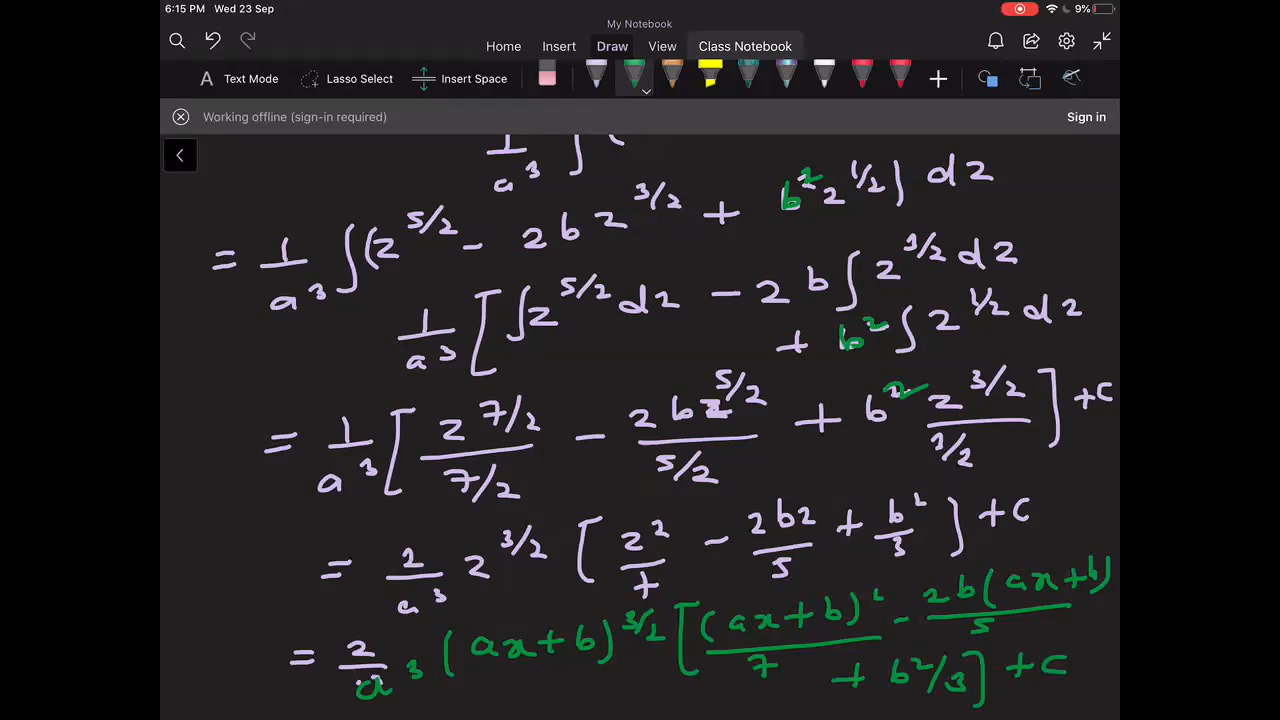 6:15 PM Wed 23 Sep
9%
My Notebook
Home Insert Draw View Class Notebook
A Text Mode Lasso Select Insert Space
Working offline (sign-in required) Sign in
1/a³ ∫(
= 1/a³ ∫(z^5/2 - 2bz^3/2 + b²z^1/2) dz
1/a³ [∫z^5/2 dz - 2b∫z^3/2 dz
+ b²∫z^1/2 dz
= 1/a³ [z^7/2 / 7/2 - 2bz^5/2 / 5/2 + b² z^3/2 / 3/2] + c
= 2/a³ z^3/2 [z²/7 - 2bz/5 + b²/3] + c
= 2/a³ (ax+b)^3/2 [(ax+b)²/7 - 2b(ax+b)/5
+ b²/3] + c